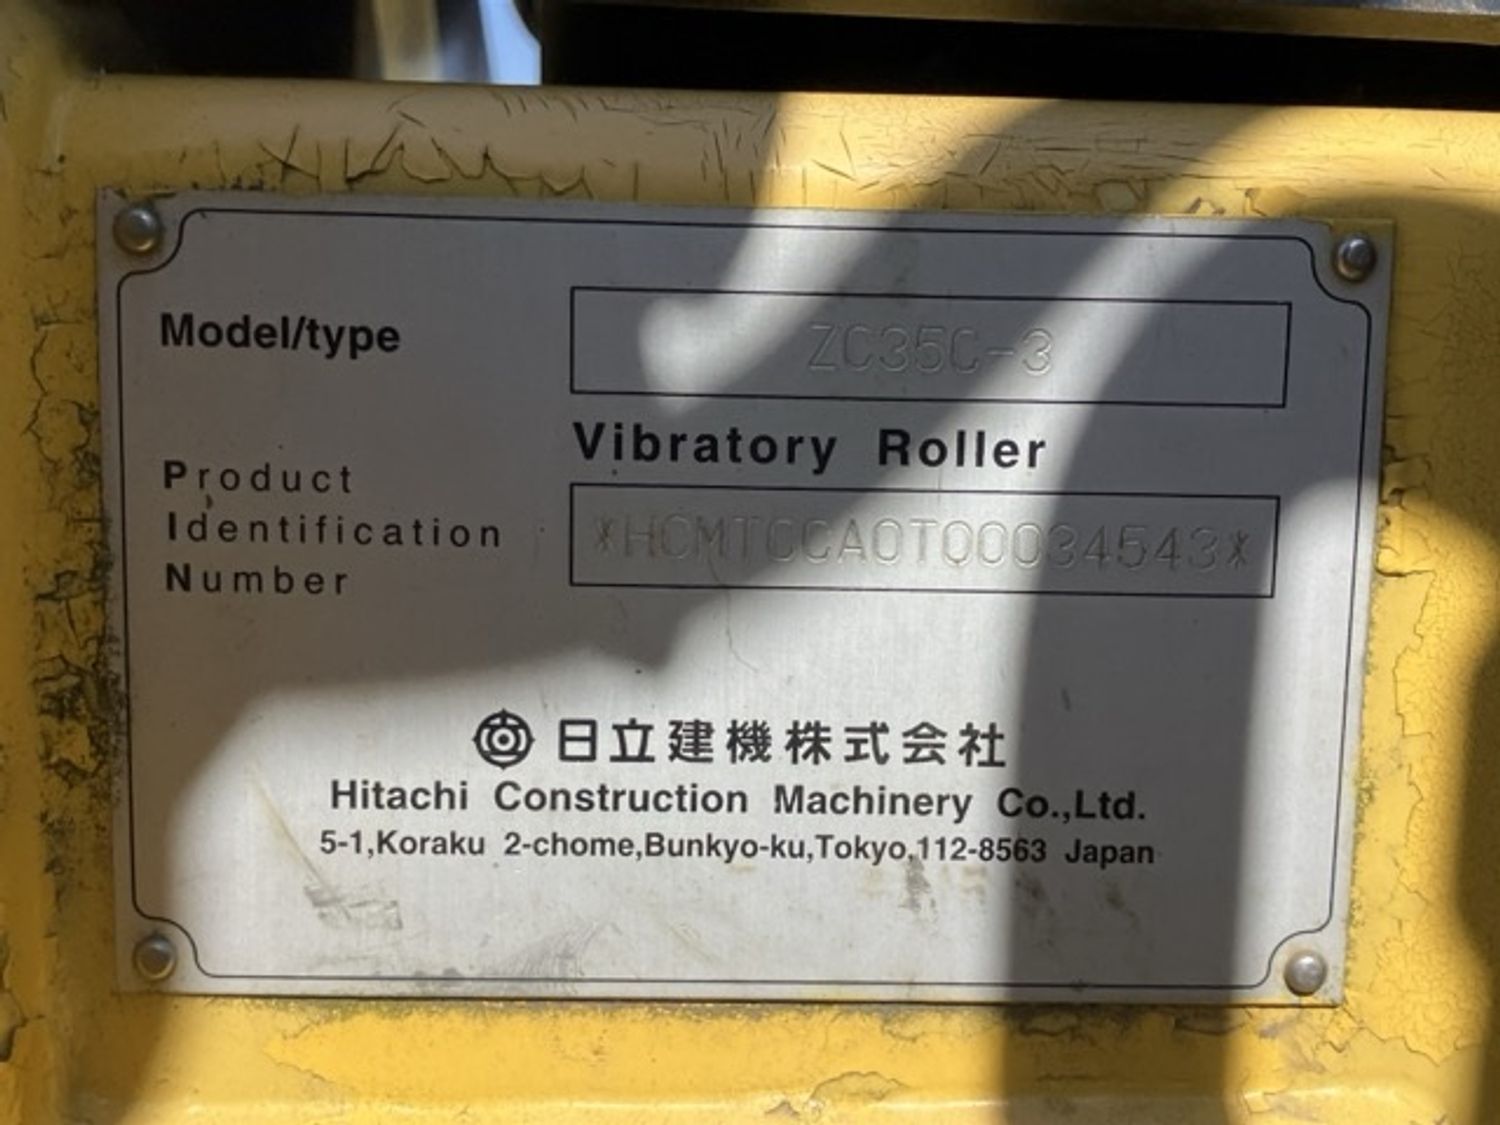 Model/type
ZC35C-3
Vibratory Roller
Product
Identification
Number
*HCMTCCA0T00034543*
日立建機株式会社
Hitachi Construction Machinery Co.,Ltd.
5-1,Koraku 2-chome,Bunkyo-ku,Tokyo,112-8563 Japan